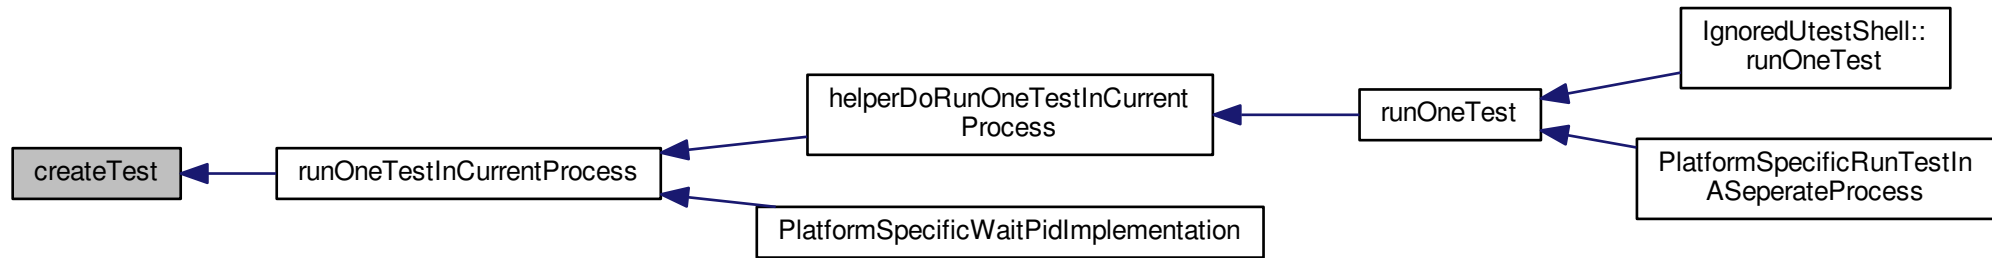 createTest
runOneTestInCurrentProcess
helperDoRunOneTestInCurrent
Process
PlatformSpecificWaitPidImplementation
runOneTest
IgnoredUtestShell::
runOneTest
PlatformSpecificRunTestIn
ASeperateProcess